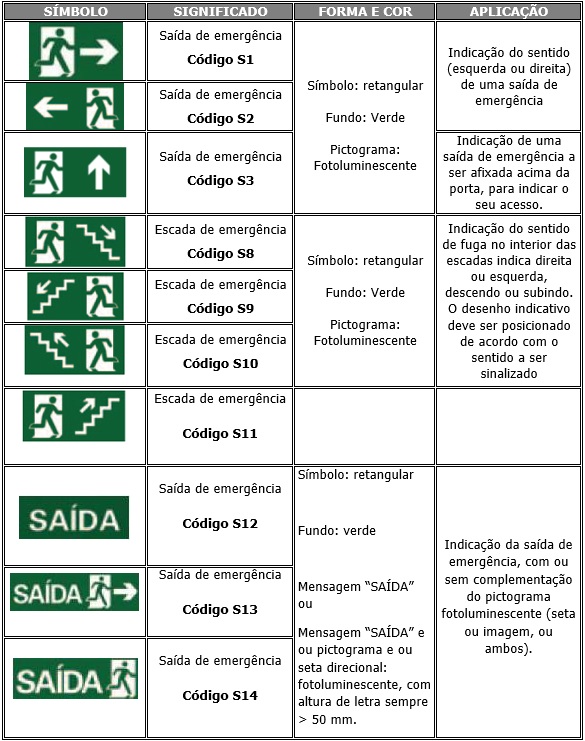 SÍMBOLO SIGNIFICADO FORMA E COR APLICAÇÃO
Saída de emergência
Código S1
Saída de emergência
Código S2
Saída de emergência
Código S3
Símbolo: retangular
Fundo: Verde
Pictograma:
Fotoluminescente
Indicação do sentido
(esquerda ou direita)
de uma saída de
emergência
Indicação de uma
saída de emergência a
ser afixada acima da
porta, para indicar o
seu acesso.
Escada de emergência
Código S8
Escada de emergência
Código S9
Escada de emergência
Código S10
Símbolo: retangular
Fundo: Verde
Pictograma:
Fotoluminescente
Indicação do sentido
de fuga no interior das
escadas indica direita
ou esquerda,
descendo ou subindo.
O desenho indicativo
deve ser posicionado
de acordo com o
sentido a ser
sinalizado
Escada de emergência
Código S11
SAÍDA
Saída de emergência
Código S12
SAÍDA
Saída de emergência
Código S13
SAÍDA
Saída de emergência
Código S14
Símbolo: retangular
Fundo: verde
Mensagem “SAÍDA”
ou
Mensagem “SAÍDA” e
ou pictograma e ou
seta direcional:
fotoluminescente, com
altura de letra sempre
> 50 mm.
Indicação da saída de
emergência, com ou
sem complementação
do pictograma
fotoluminescente (seta
ou imagem, ou
ambos).